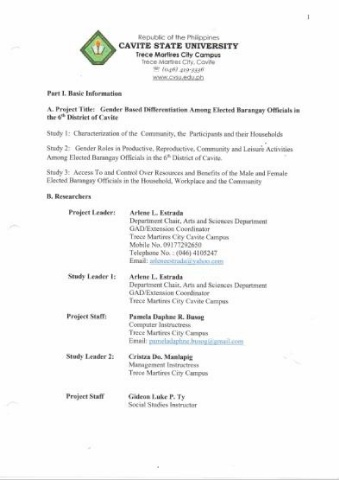 1
Republic of the Philippines
CAVITE STATE UNIVERSITY
Trece Martires City Campus
Trece Martires City, Cavite
www.cvsu.edu.ph
Part I. Basic Information
A. Project Title: Gender Based Differentiation Among Elected Barangay Officials in
the 6th District of Cavite
Study 1: Characterization of the Community, the Participants and their Households
Study 2: Gender Roles in Productive, Reproductive, Community and Leisure Activities
Among Elected Barangay Officials in the 6th District of Cavite.
Study 3: Access To and Control Over Resources and Benefits of the Male and Female
Elected Barangay Officials in the Household, Workplace and the Community
B. Researchers
Project Leader: Arlene L. Estrada
Department Chair, Arts and Sciences Department
GAD/Extension Coordinator
Trece Martires City Cavite Campus
Mobile No. 09177292650
Telephone No. : (046) 4105247
Email: arleneestrada@yahoo.com
Study Leader 1: Arlene L. Estrada
Department Chair, Arts and Sciences Department
GAD/Extension Coordinator
Trece Martires City Cavite Campus
Project Staff: Pamela Daphne R. Busog
Computer Instructress
Trece Martires City Campus
Email: pameladaphne.busog@gmail.com
Study Leader 2: Cristza Do. Manlapig
Management Instructress
Trece Martires City Campus
Project Staff Gideon Luke P. Ty
Social Studies Instructor